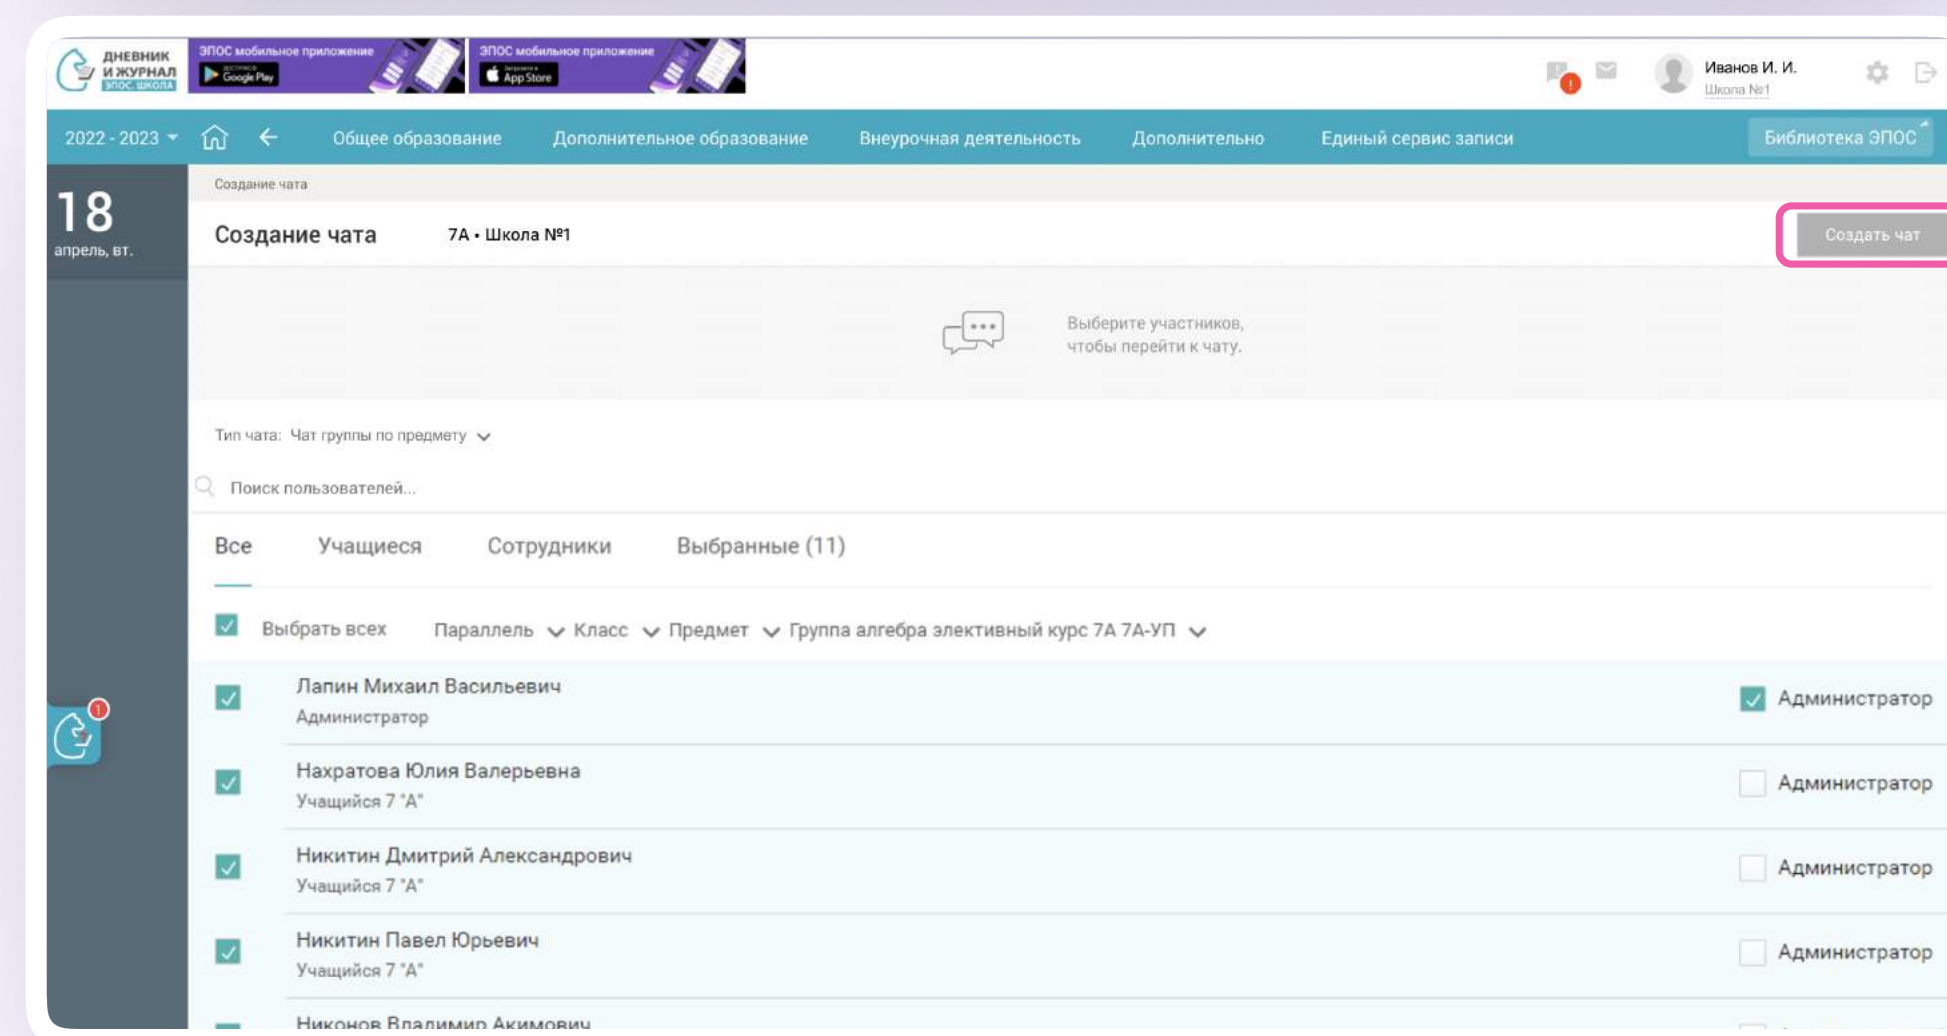 ДНЕВНИК
И ЖУРНАЛ
ЭПОС.ШКОЛА
ЭПОС мобильное приложение
Google Play
ЭПОС мобильное приложение
App Store
Иванов И. И.
Школа №1
2022 - 2023
Общее образование
Дополнительное образование
Внеурочная деятельность
Дополнительно
Единый сервис записи
Библиотека ЭПОС
18
апрель, вт.
Создание чата
Создание чата 7А • Школа №1
Создать чат
Выберите участников,
чтобы перейти к чату.
Тип чата: Чат группы по предмету
Поиск пользователей...
Все Учащиеся Сотрудники Выбранные (11)
Выбрать всех Параллель Класс Предмет Группа алгебра элективный курс 7А 7А-УП
Лапин Михаил Васильевич
Администратор
Администратор
Нахратова Юлия Валерьевна
Учащийся 7 "А"
Администратор
1
Никитин Дмитрий Александрович
Учащийся 7 "А"
Администратор
Никитин Павел Юрьевич
Учащийся 7 "А"
Администратор
Никонов Владимир Акимович